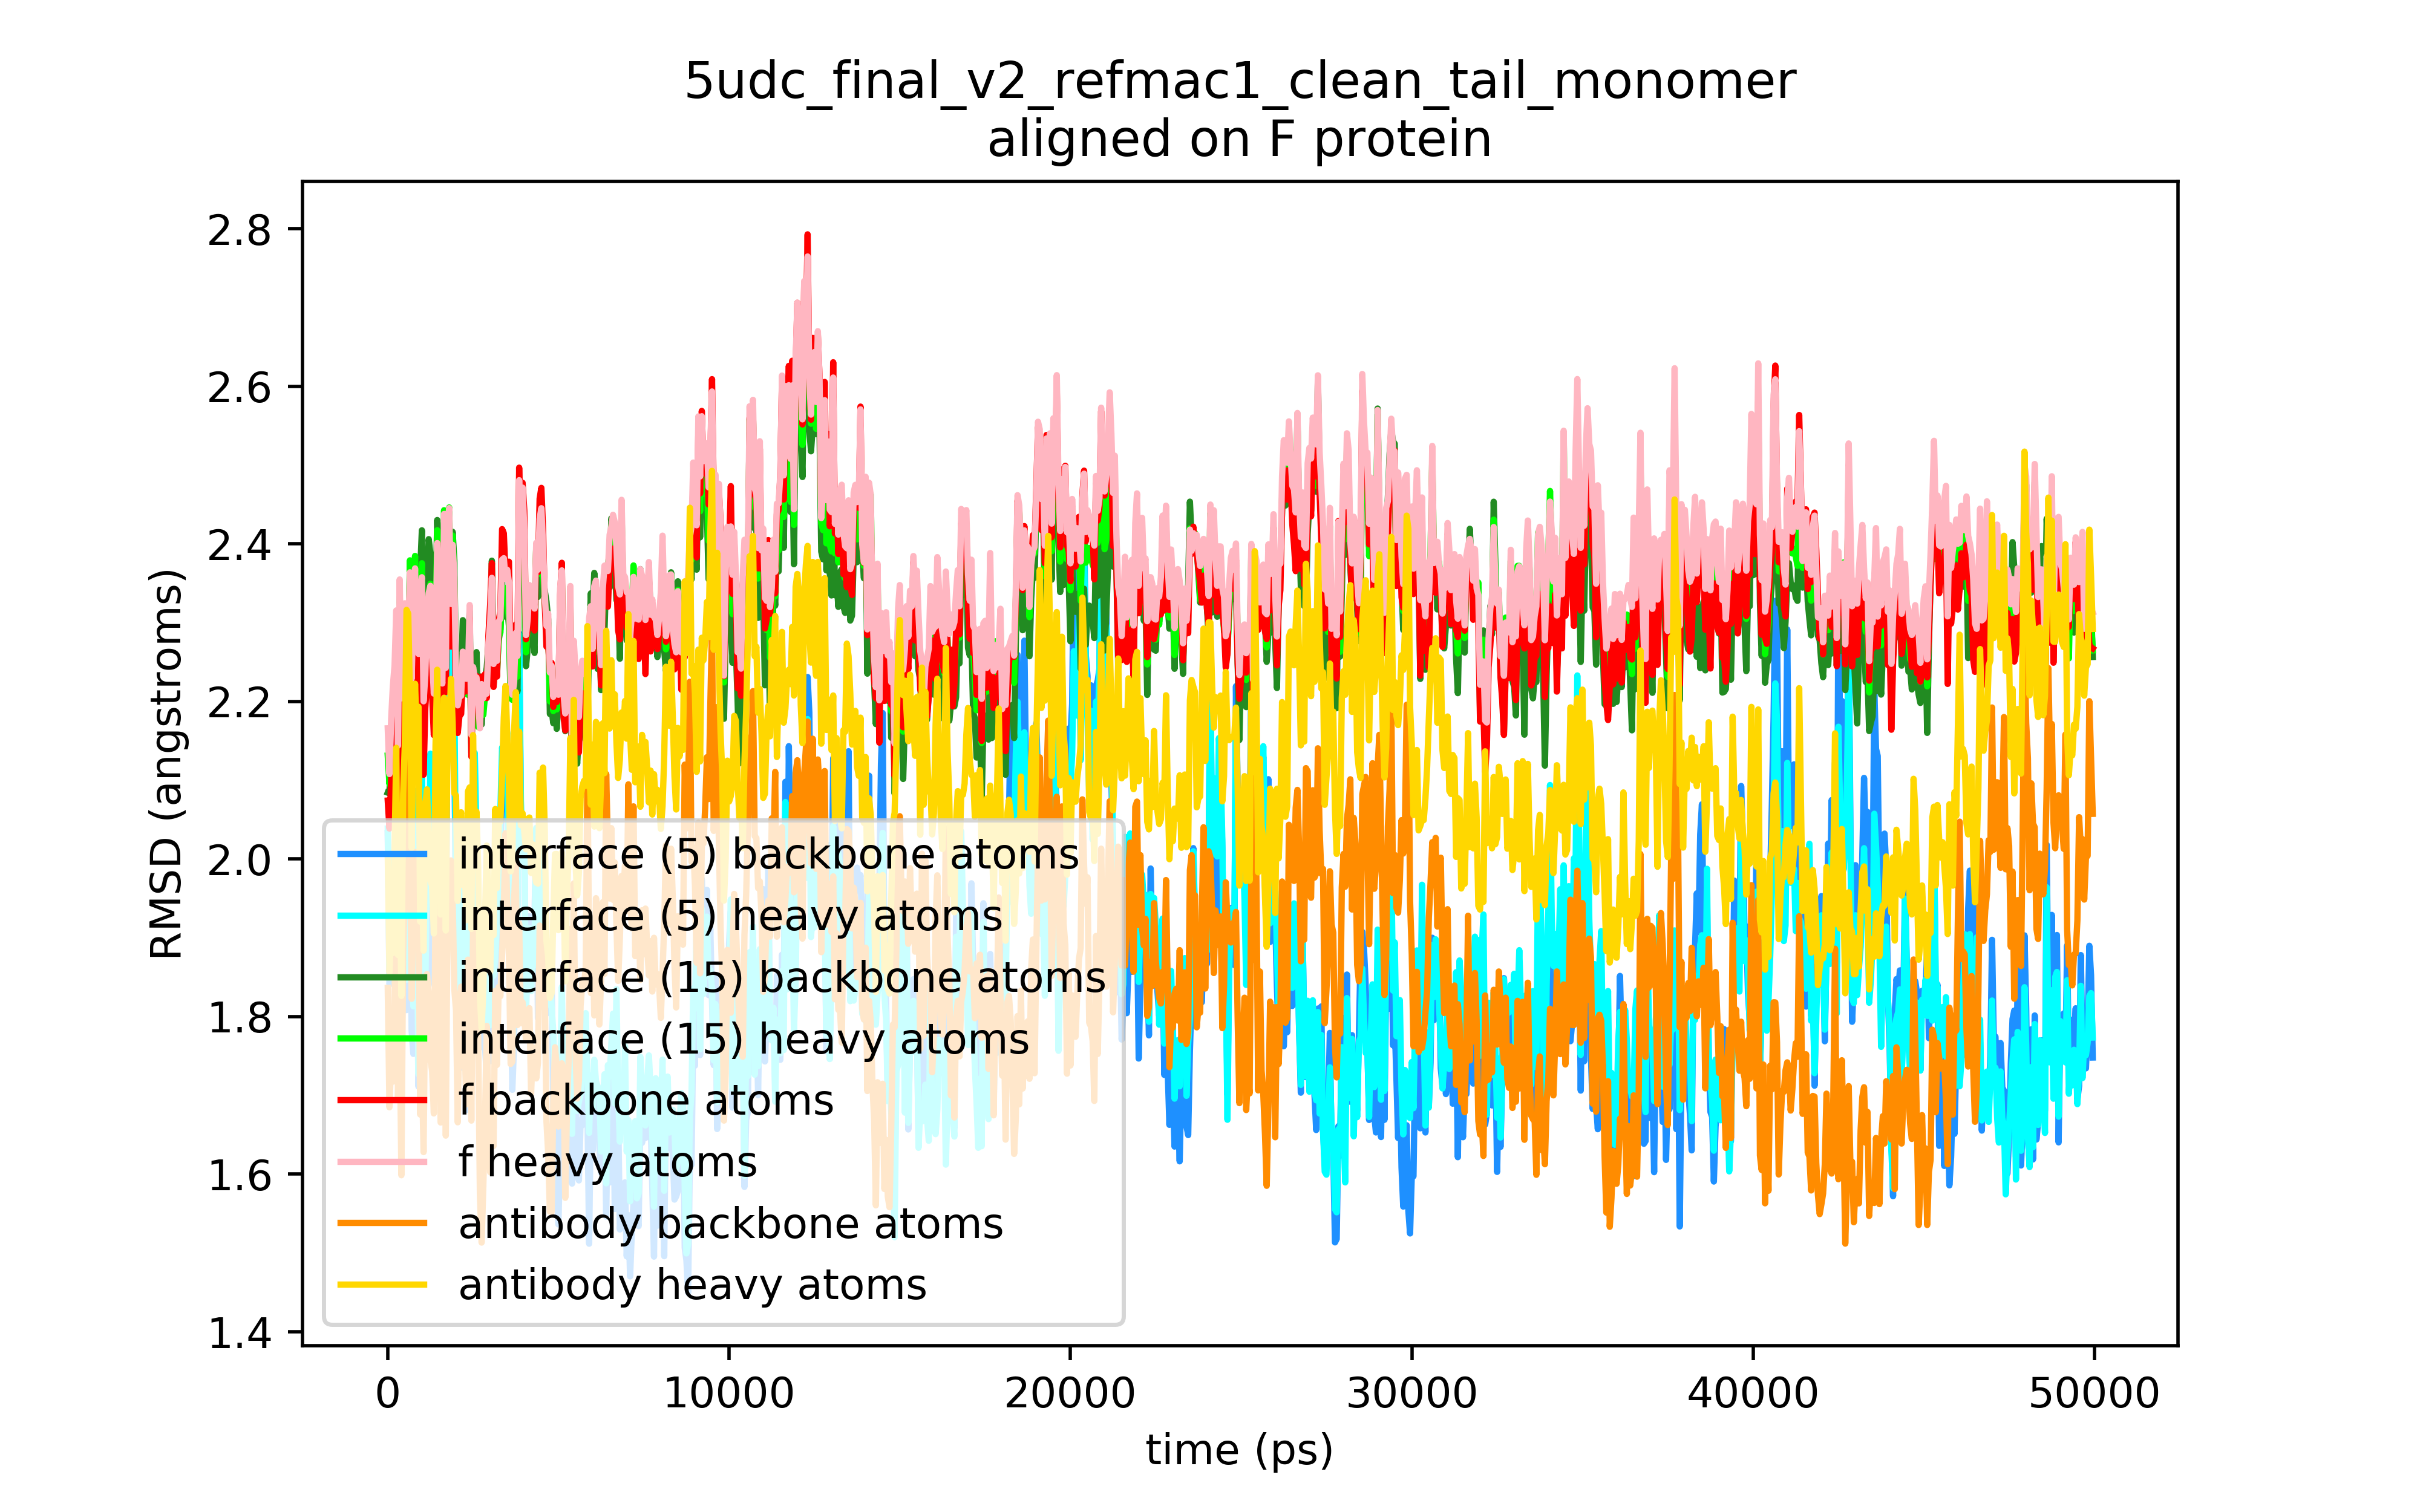 5udc_final_v2_refmac1_clean_tail_monomer
aligned on F protein
RMSD (angstroms)
2.8
2.6
2.4
2.2
2.0
1.8
1.6
1.4
interface (5) backbone atoms
interface (5) heavy atoms
interface (15) backbone atoms
interface (15) heavy atoms
f backbone atoms
f heavy atoms
antibody backbone atoms
antibody heavy atoms
0 10000 20000 30000 40000 50000
time (ps)